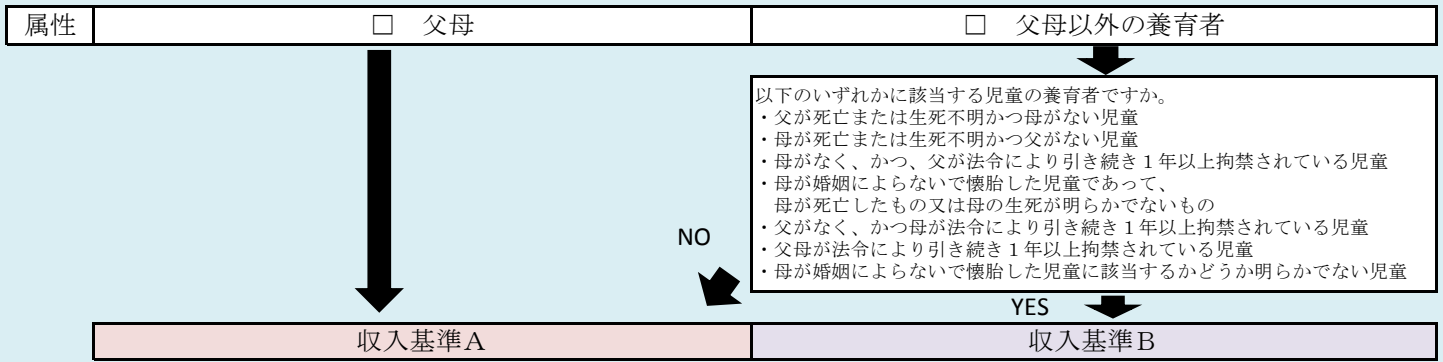 属性 □ 父母 □ 父母以外の養育者
以下のいずれかに該当する児童の養育者ですか。
・父が死亡または生死不明かつ母がない児童
・母が死亡または生死不明かつ父がない児童
・母がなく、かつ、父が法令により引き続き１年以上拘禁されている児童
・母が婚姻によらないで懐胎した児童であって、
母が死亡したもの又は母の生死が明らかでないもの
・父がなく、かつ母が法令により引き続き１年以上拘禁されている児童
・父母が法令により引き続き１年以上拘禁されている児童
・母が婚姻によらないで懐胎した児童に該当するかどうか明らかでない児童
NO
YES
収入基準Ａ 収入基準Ｂ